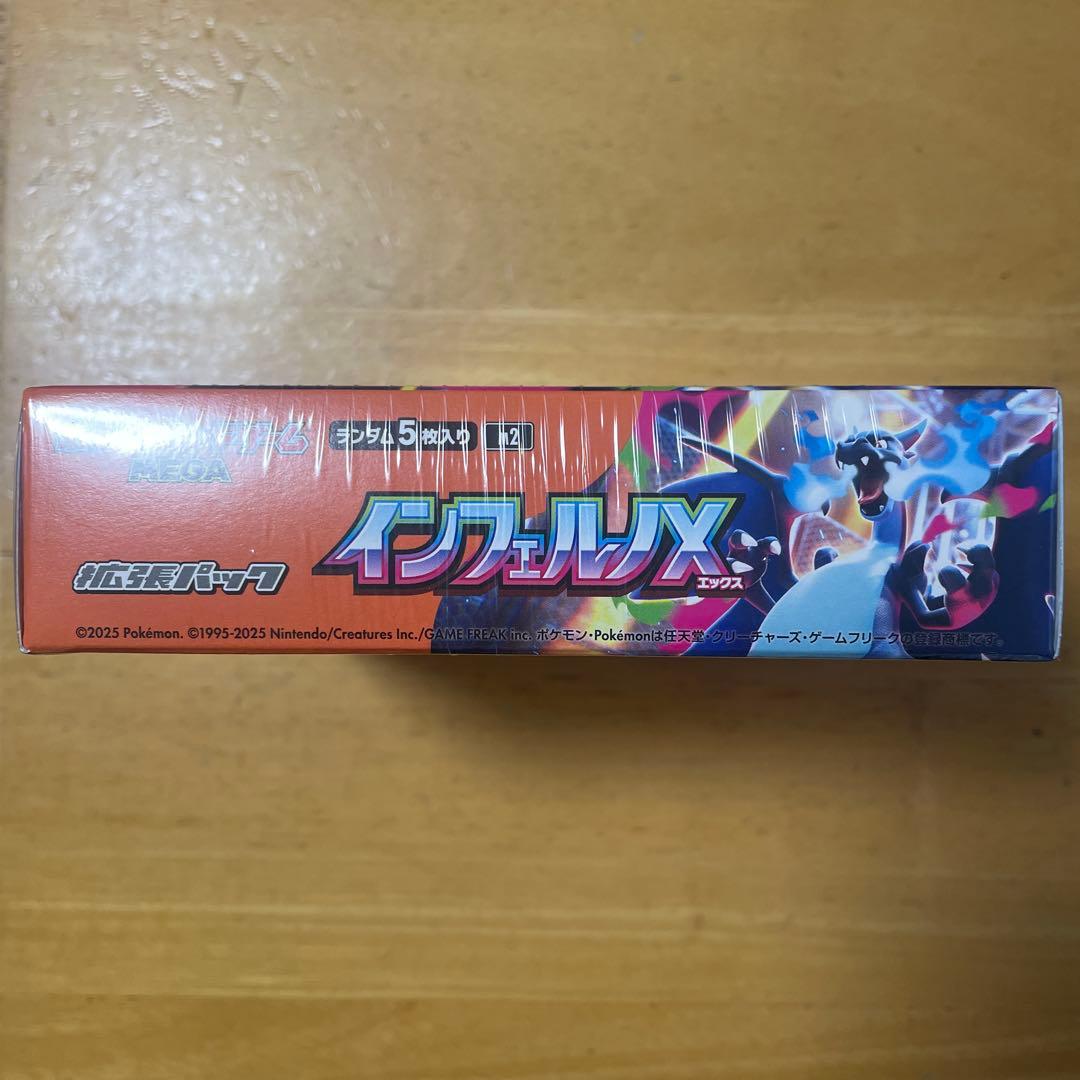 MEGA
ランダム5枚入り
m2
インフェルノX
エックス
拡張パック
©2025 Pokémon. ©1995-2025 Nintendo/Creatures Inc./GAME FREAK inc. ポケモン・Pokémonは任天堂・クリーチャーズ・ゲームフリークの登録商標です。